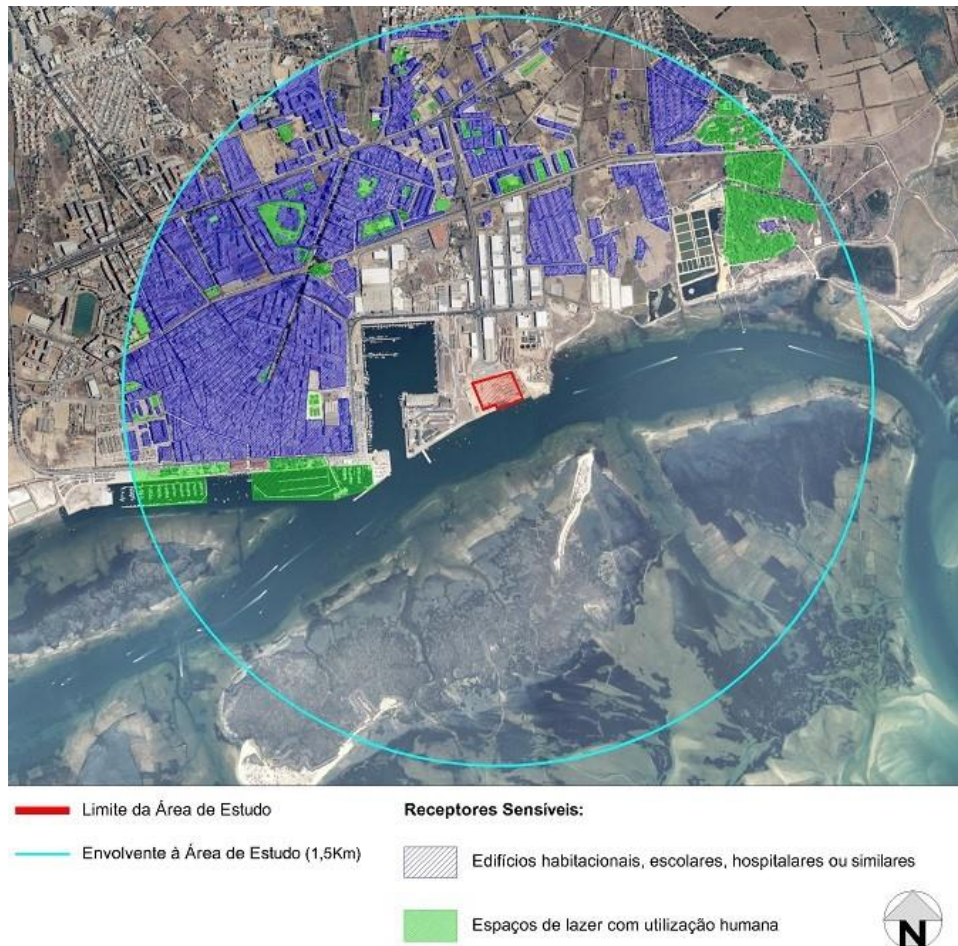 Limite da Área de Estudo
Receptores Sensíveis:
Envolvente à Área de Estudo (1,5Km)
Edifícios habitacionais, escolares, hospitalares ou similares
Espaços de lazer com utilização humana
N